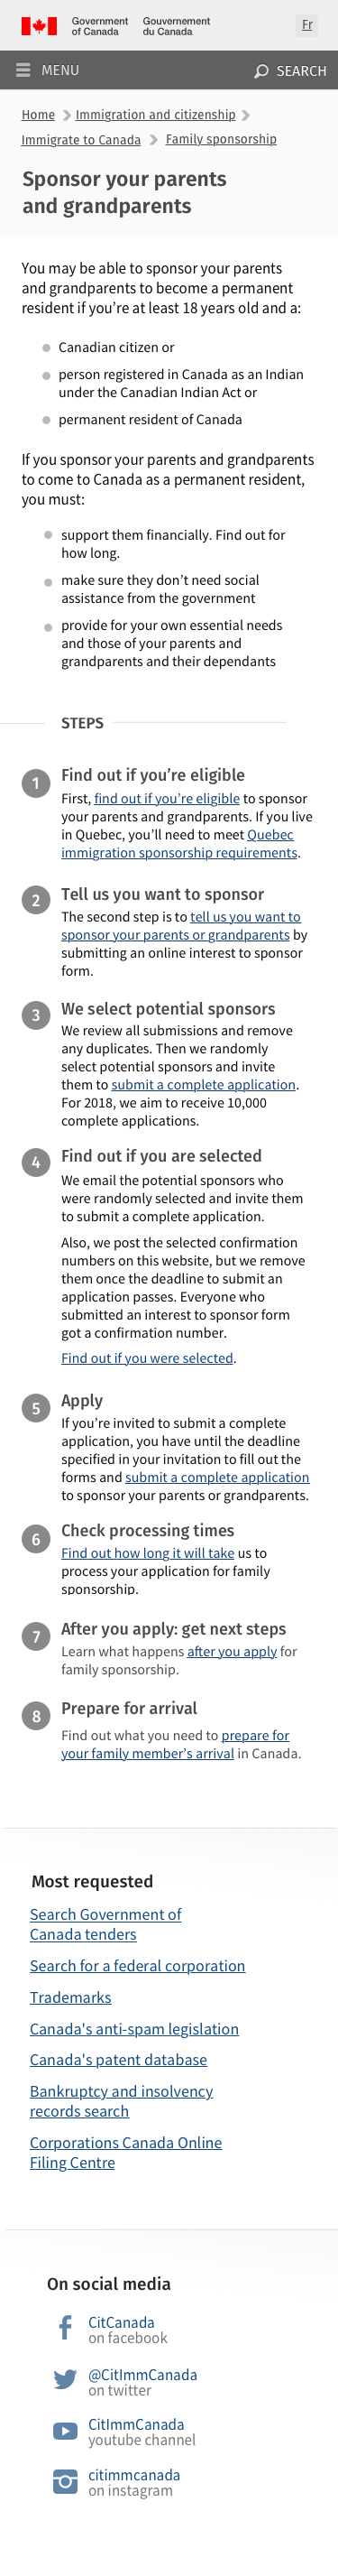 Government of Canada
Gouvernement du Canada
Fr
MENU
SEARCH
Home Immigration and citizenship
Immigrate to Canada Family sponsorship
Sponsor your parents
and grandparents
You may be able to sponsor your parents
and grandparents to become a permanent
resident if you’re at least 18 years old and a:
Canadian citizen or
person registered in Canada as an Indian
under the Canadian Indian Act or
permanent resident of Canada
If you sponsor your parents and grandparents
to come to Canada as a permanent resident,
you must:
support them financially. Find out for
how long.
make sure they don’t need social
assistance from the government
provide for your own essential needs
and those of your parents and
grandparents and their dependants
STEPS
1 Find out if you’re eligible
First, find out if you’re eligible to sponsor
your parents and grandparents. If you live
in Quebec, you’ll need to meet Quebec
immigration sponsorship requirements.
2 Tell us you want to sponsor
The second step is to tell us you want to
sponsor your parents or grandparents by
submitting an online interest to sponsor
form.
3 We select potential sponsors
We review all submissions and remove
any duplicates. Then we randomly
select potential sponsors and invite
them to submit a complete application.
For 2018, we aim to receive 10,000
complete applications.
4 Find out if you are selected
We email the potential sponsors who
were randomly selected and invite them
to submit a complete application.
Also, we post the selected confirmation
numbers on this website, but we remove
them once the deadline to submit an
application passes. Everyone who
submitted an interest to sponsor form
got a confirmation number.
Find out if you were selected.
5 Apply
If you’re invited to submit a complete
application, you have until the deadline
specified in your invitation to fill out the
forms and submit a complete application
to sponsor your parents or grandparents.
6 Check processing times
Find out how long it will take us to
process your application for family
sponsorship.
7 After you apply: get next steps
Learn what happens after you apply for
family sponsorship.
8 Prepare for arrival
Find out what you need to prepare for
your family member’s arrival in Canada.
Most requested
Search Government of
Canada tenders
Search for a federal corporation
Trademarks
Canada's anti-spam legislation
Canada's patent database
Bankruptcy and insolvency
records search
Corporations Canada Online
Filing Centre
On social media
CitCanada
on facebook
@CitImmCanada
on twitter
CitImmCanada
youtube channel
citimmcanada
on instagram